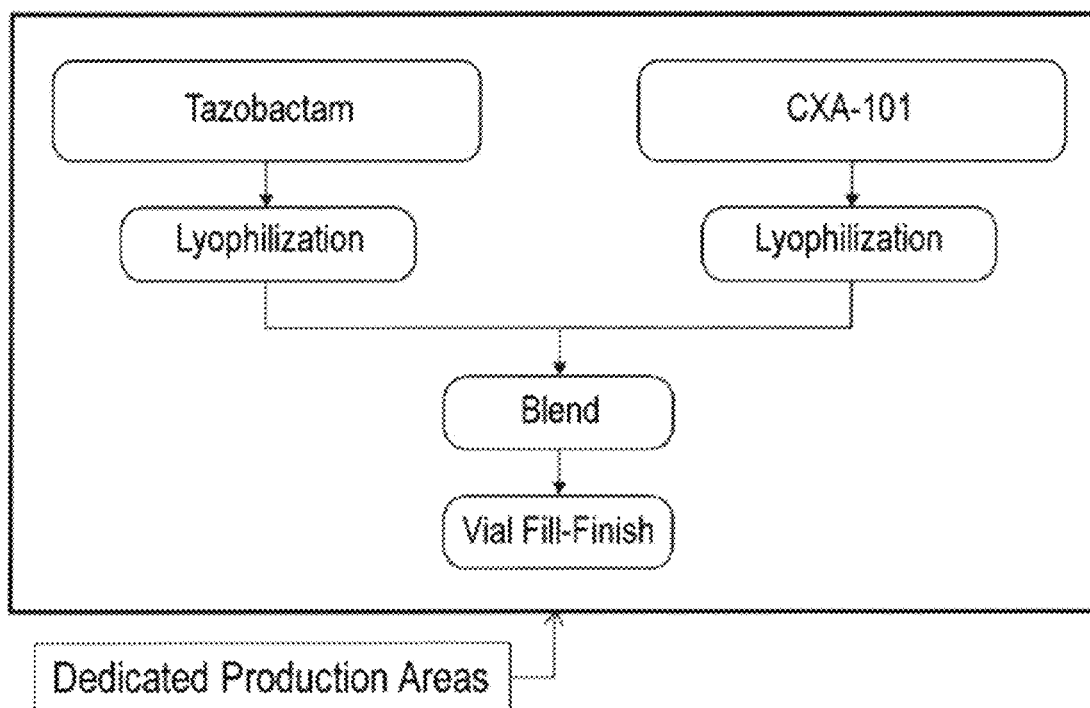 Tazobactam
CXA-101
Lyophilization
Lyophilization
Blend
Vial Fill-Finish
Dedicated Production Areas